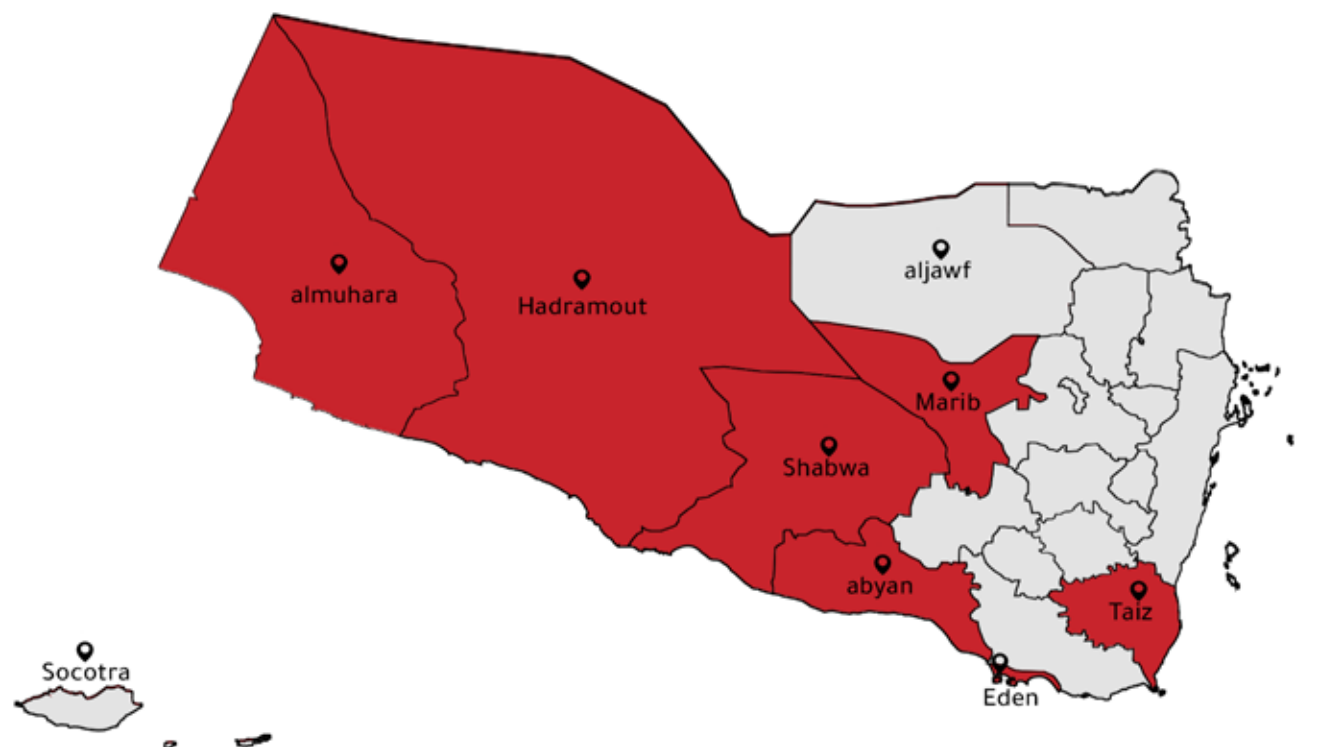 aljawf
almuhara
Hadramout
Marib
Shabwa
abyan
Taiz
Socotra
Eden